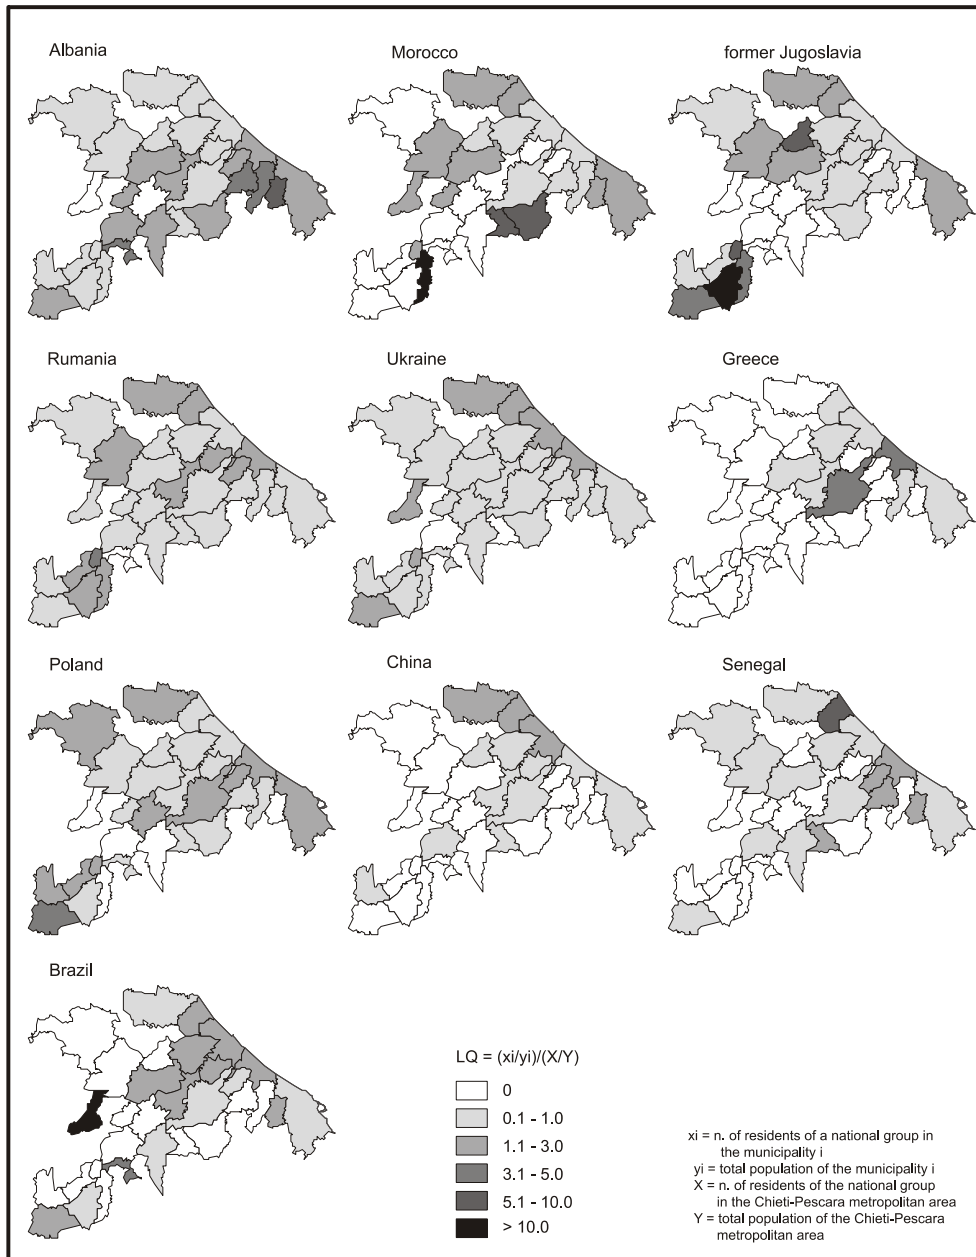 Albania
Morocco
former Jugoslavia
Rumania
Ukraine
Greece
Poland
China
Senegal
Brazil
LQ = (xi/yi)/(X/Y)
0
0.1 - 1.0
1.1 - 3.0
3.1 - 5.0
5.1 - 10.0
> 10.0
xi = n. of residents of a national group in
the municipality i
yi = total population of the municipality i
X = n. of residents of the national group
in the Chieti-Pescara metropolitan area
Y = total population of the Chieti-Pescara
metropolitan area